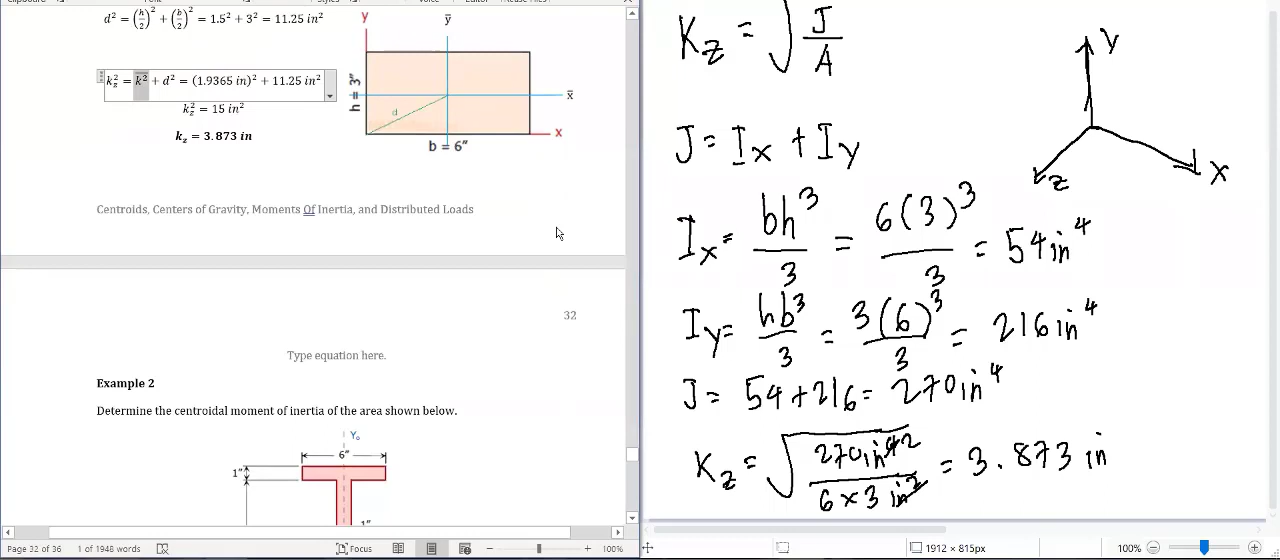 d² = (h/2)² + (b/2)² = 1.5² + 3² = 11.25 in²
k_z² = k² + d² = (1.9365 in)² + 11.25 in²
k_z² = 15 in²
k_z = 3.873 in
y
ȳ
h = 3"
d
x̄
x
b = 6"
Centroids, Centers of Gravity, Moments Of Inertia, and Distributed Loads
32
Type equation here.
Example 2
Determine the centroidal moment of inertia of the area shown below.
Y₀
6"
1"
1"
Page 32 of 36
1 of 1948 words
Focus
100%
K_z = √(J/A)
J = I_x + I_y
I_x = bh³/3 = 6(3)³/3 = 54 in⁴
I_y = hb³/3 = 3(6)³/3 = 216 in⁴
J = 54 + 216 = 270 in⁴
K_z = √(270 in⁴ ² / 6 × 3 in²) = 3.873 in
Y
X
Z
1912 × 815px
100%